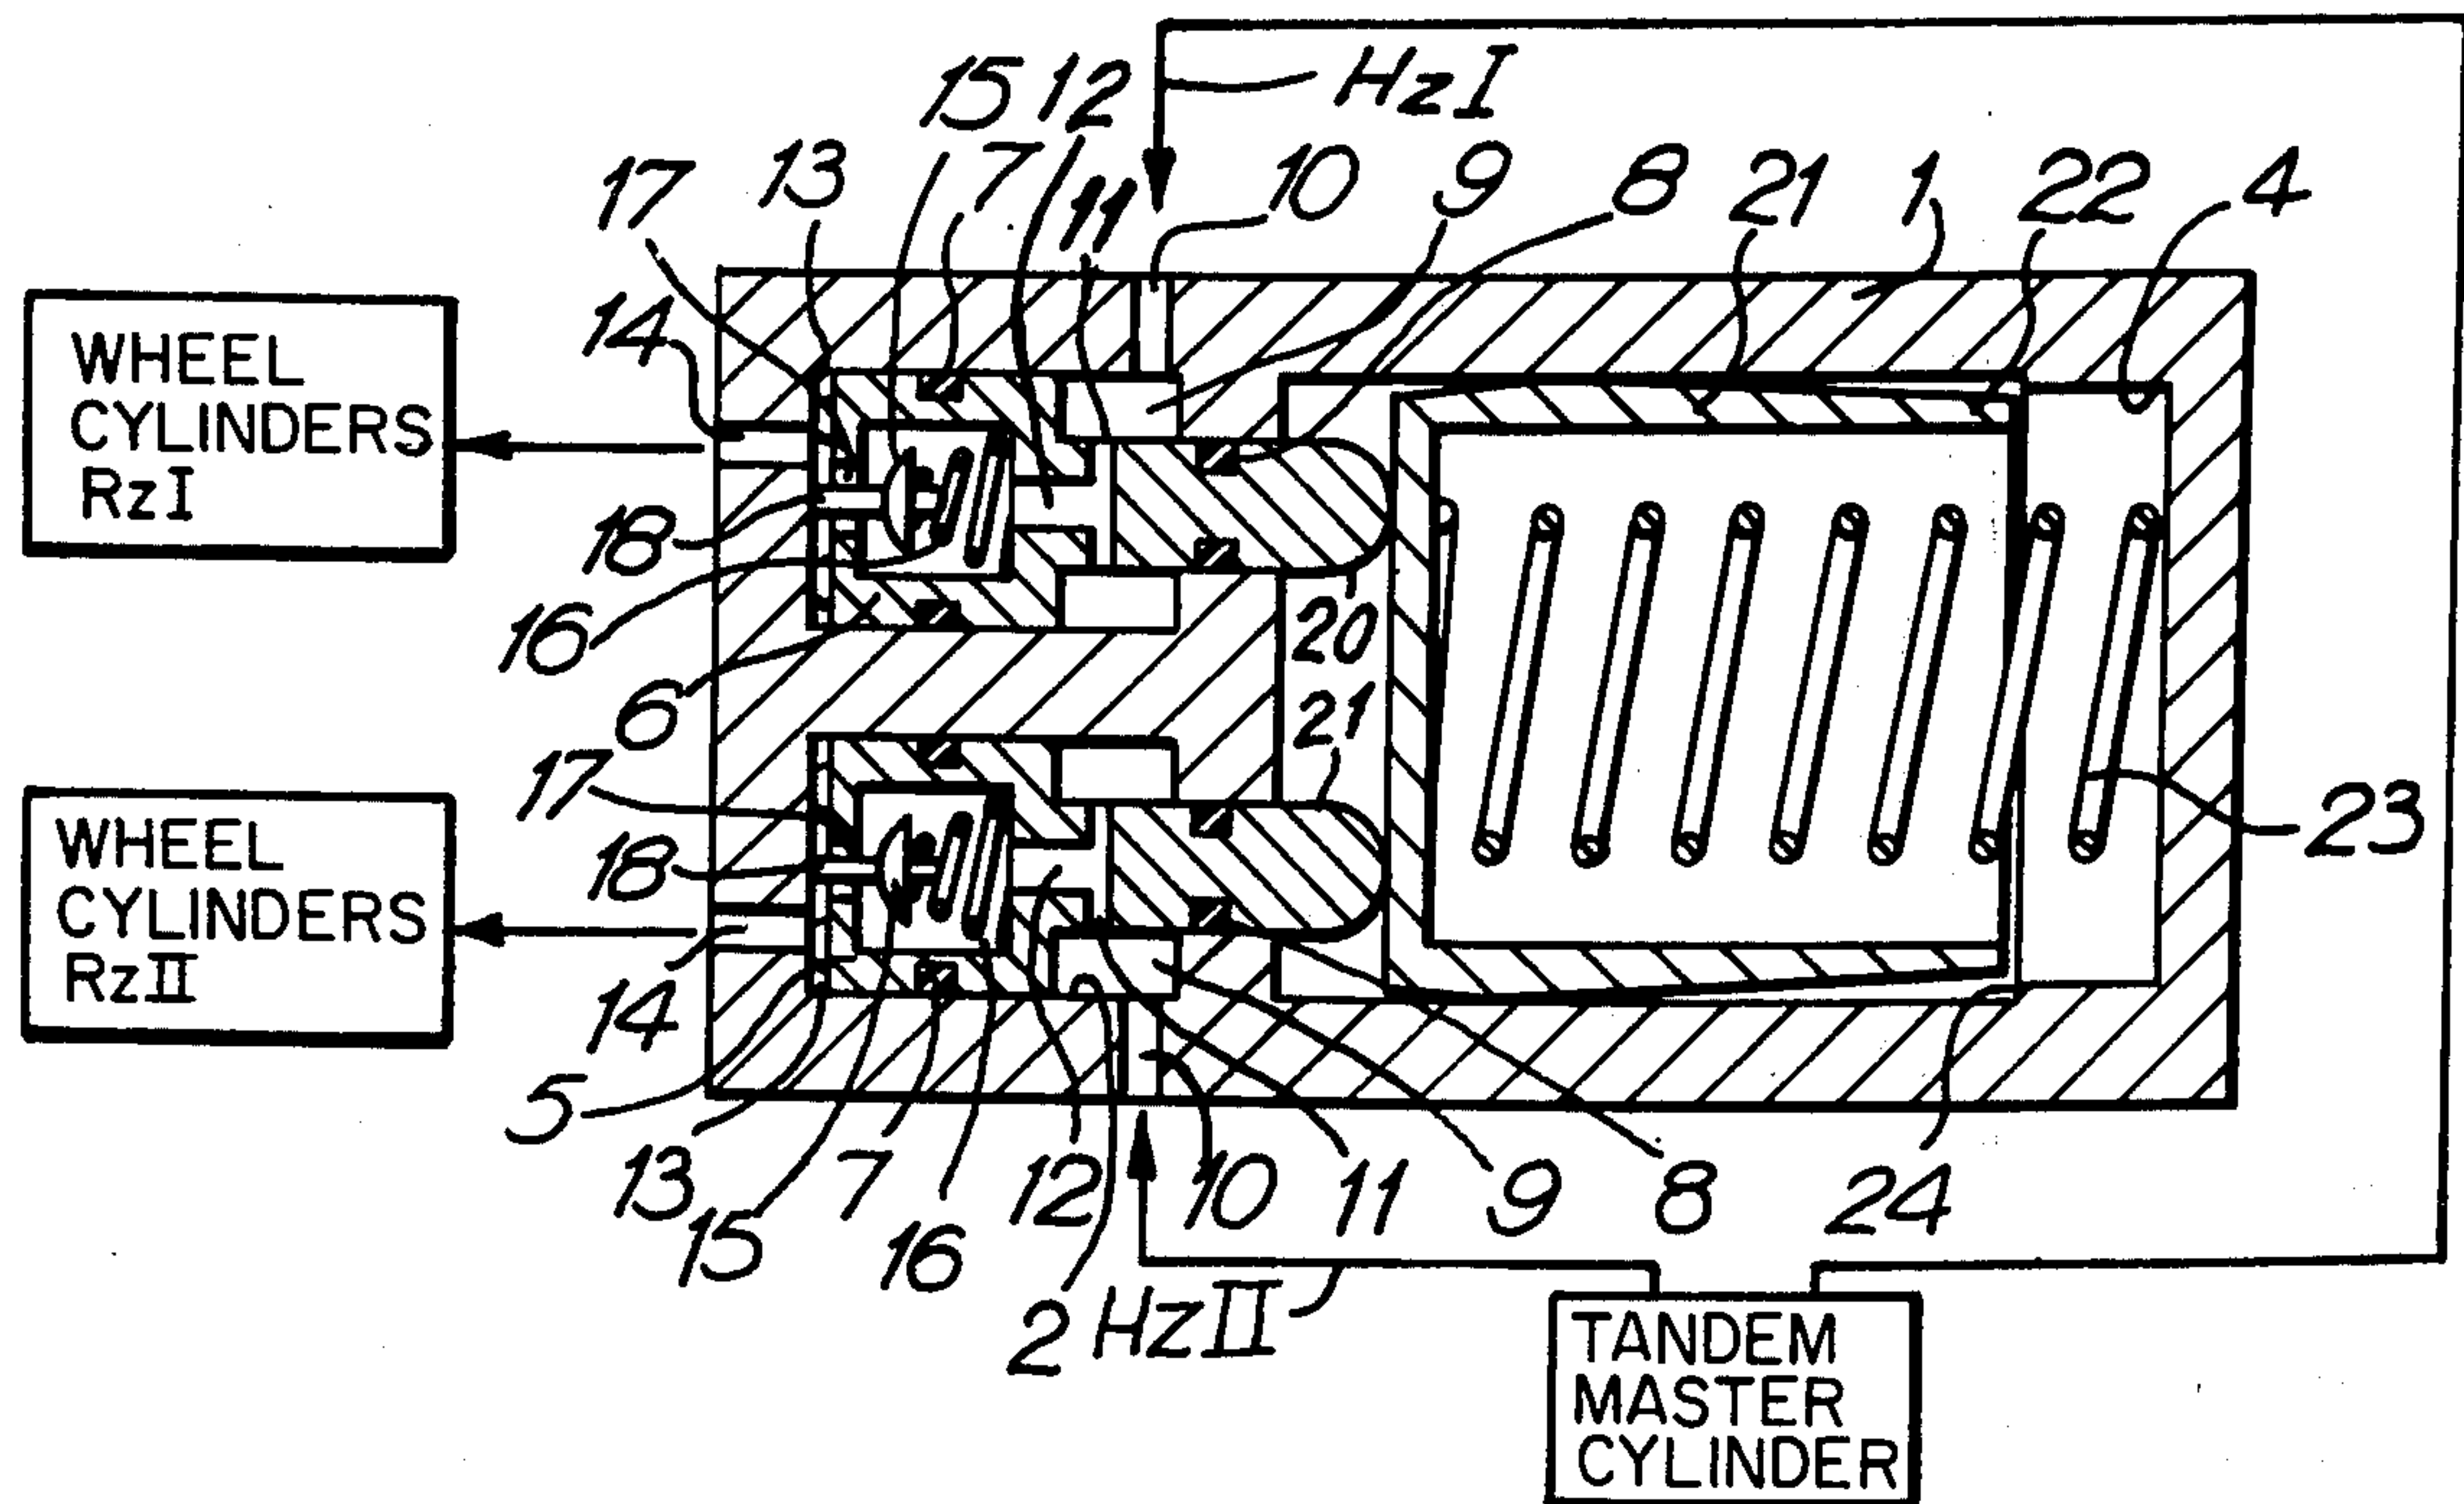 HzI
15 12
17 13 7 11 10 9 8 21 1 22 4
14
WHEEL
CYLINDERS
RzI
18
16
20
6
21
17
23
WHEEL
CYLINDERS
RzII
18
14
5
13 15 7 16 12 10 11 9 8 24
2 HzII
TANDEM
MASTER
CYLINDER